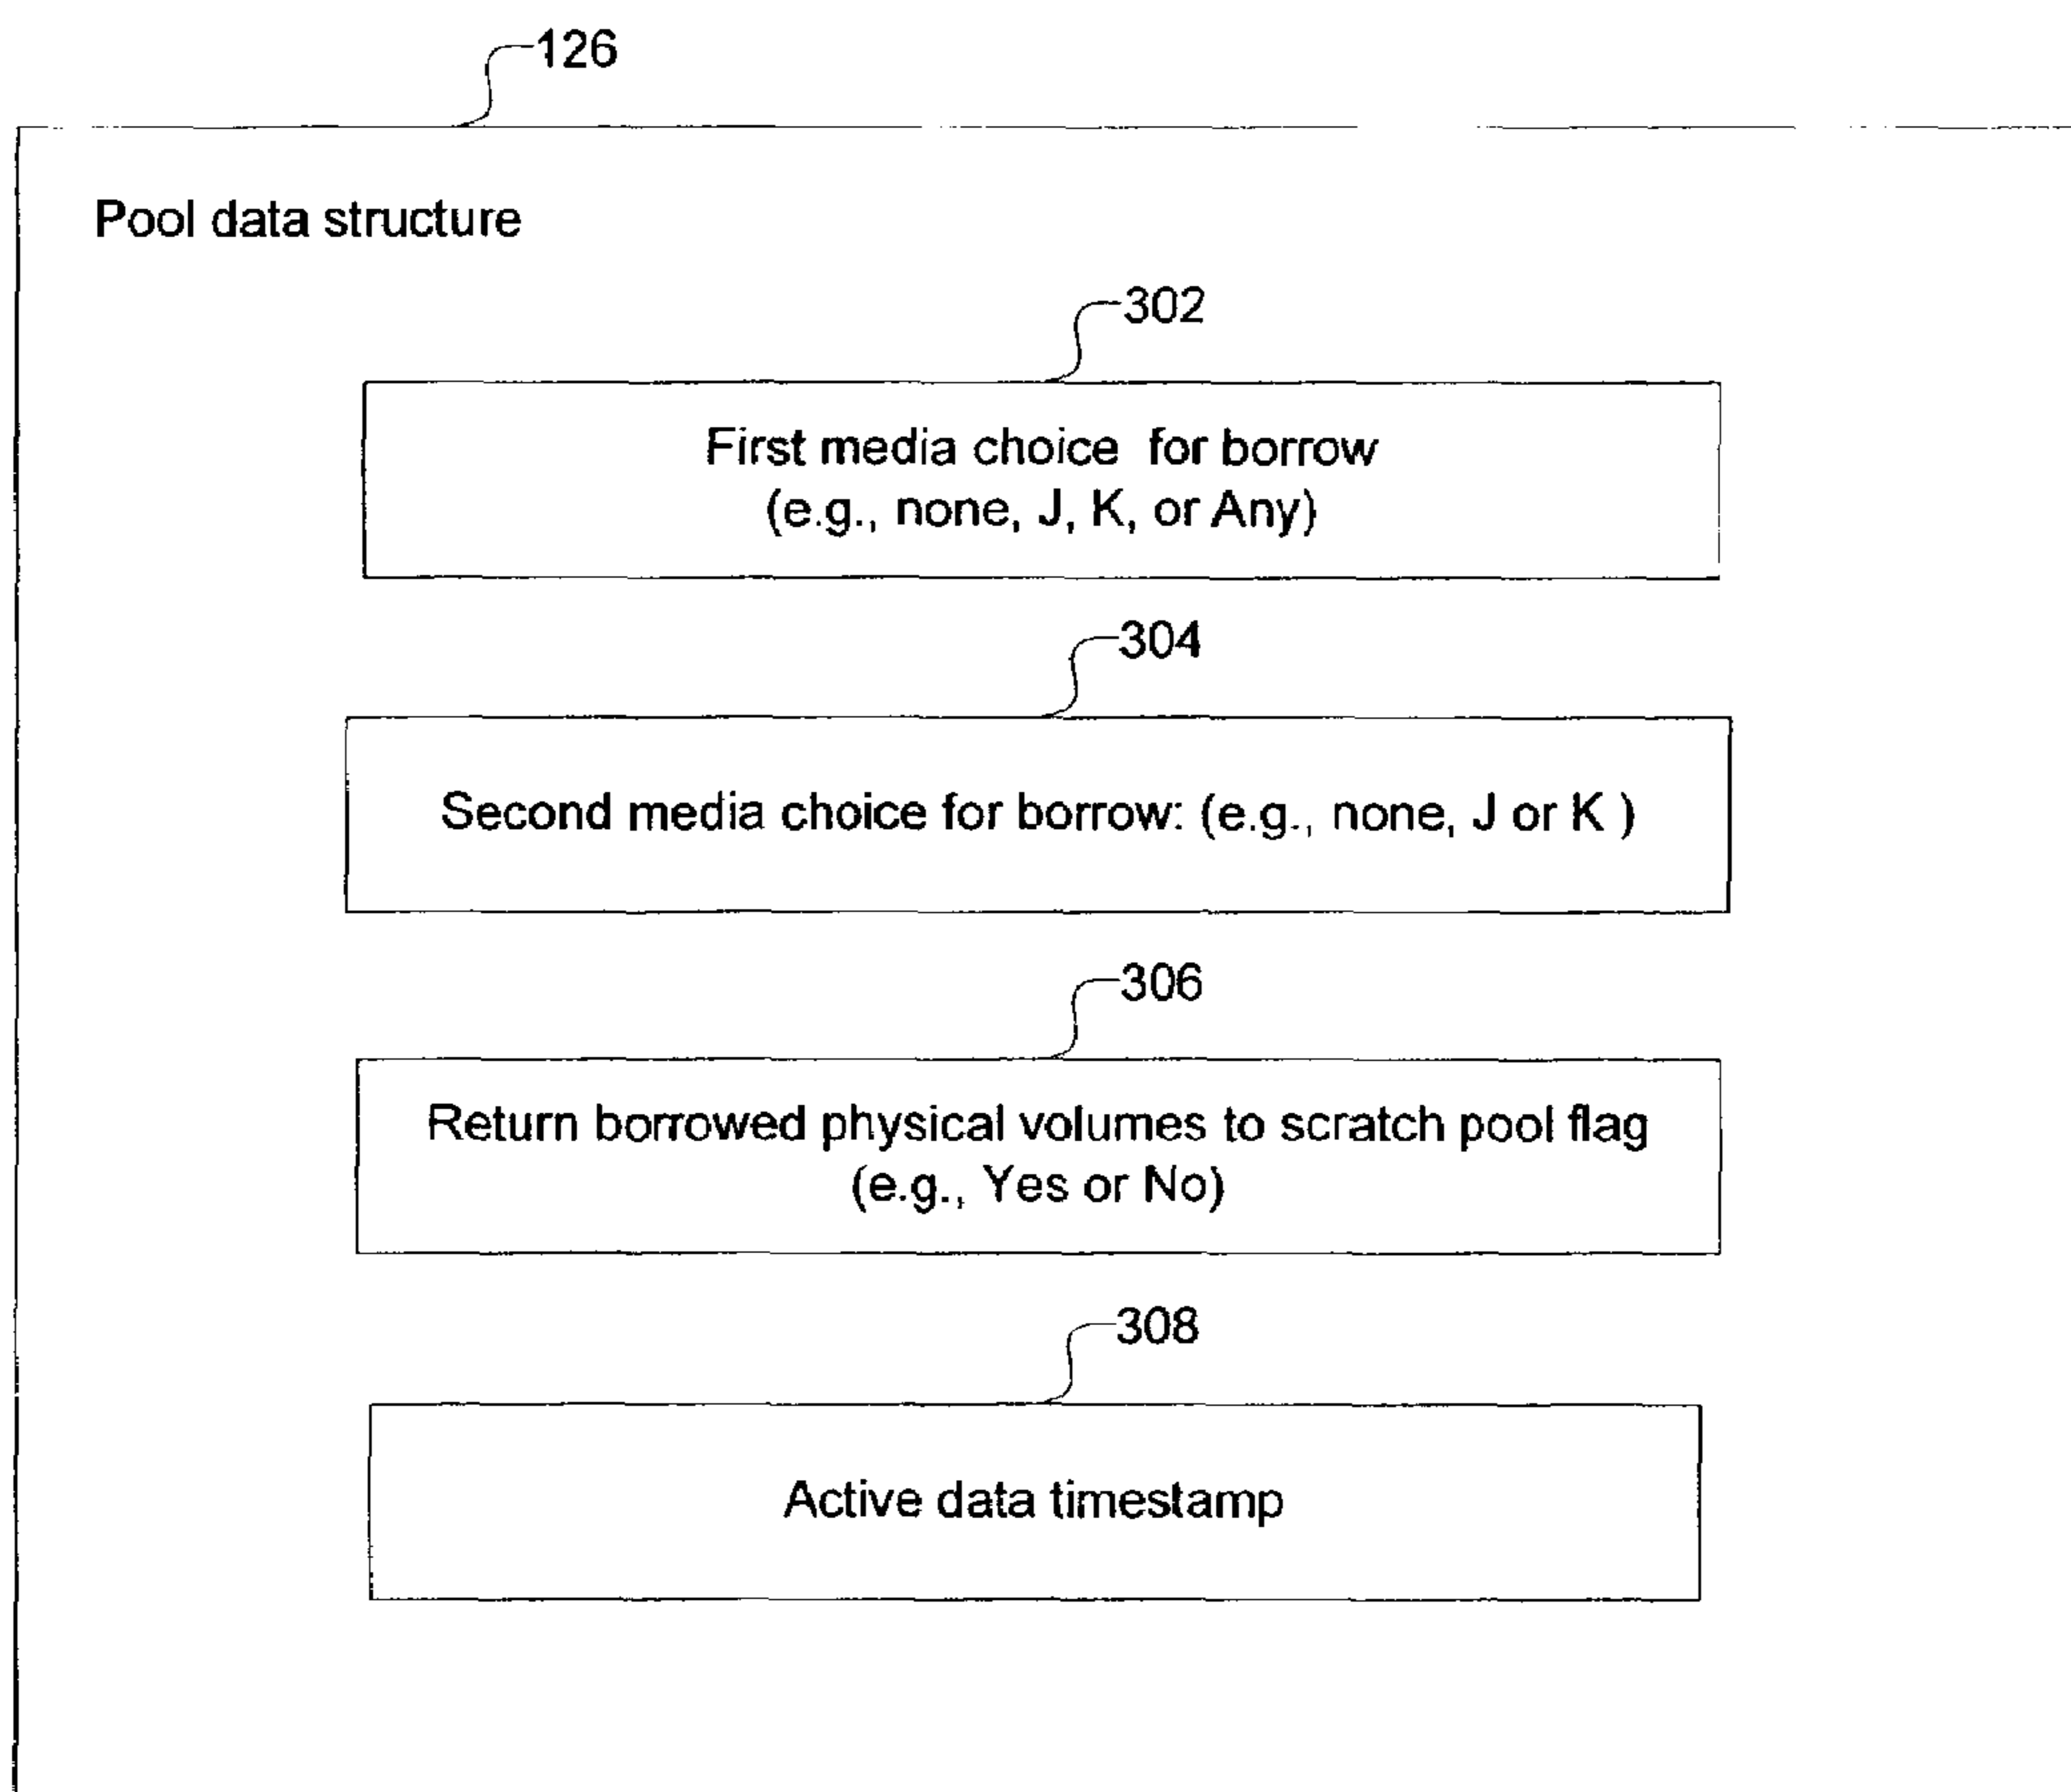 126
Pool data structure
302
First media choice for borrow
(e.g., none, J, K, or Any)
304
Second media choice for borrow: (e.g., none, J or K )
306
Return borrowed physical volumes to scratch pool flag
(e.g., Yes or No)
308
Active data timestamp